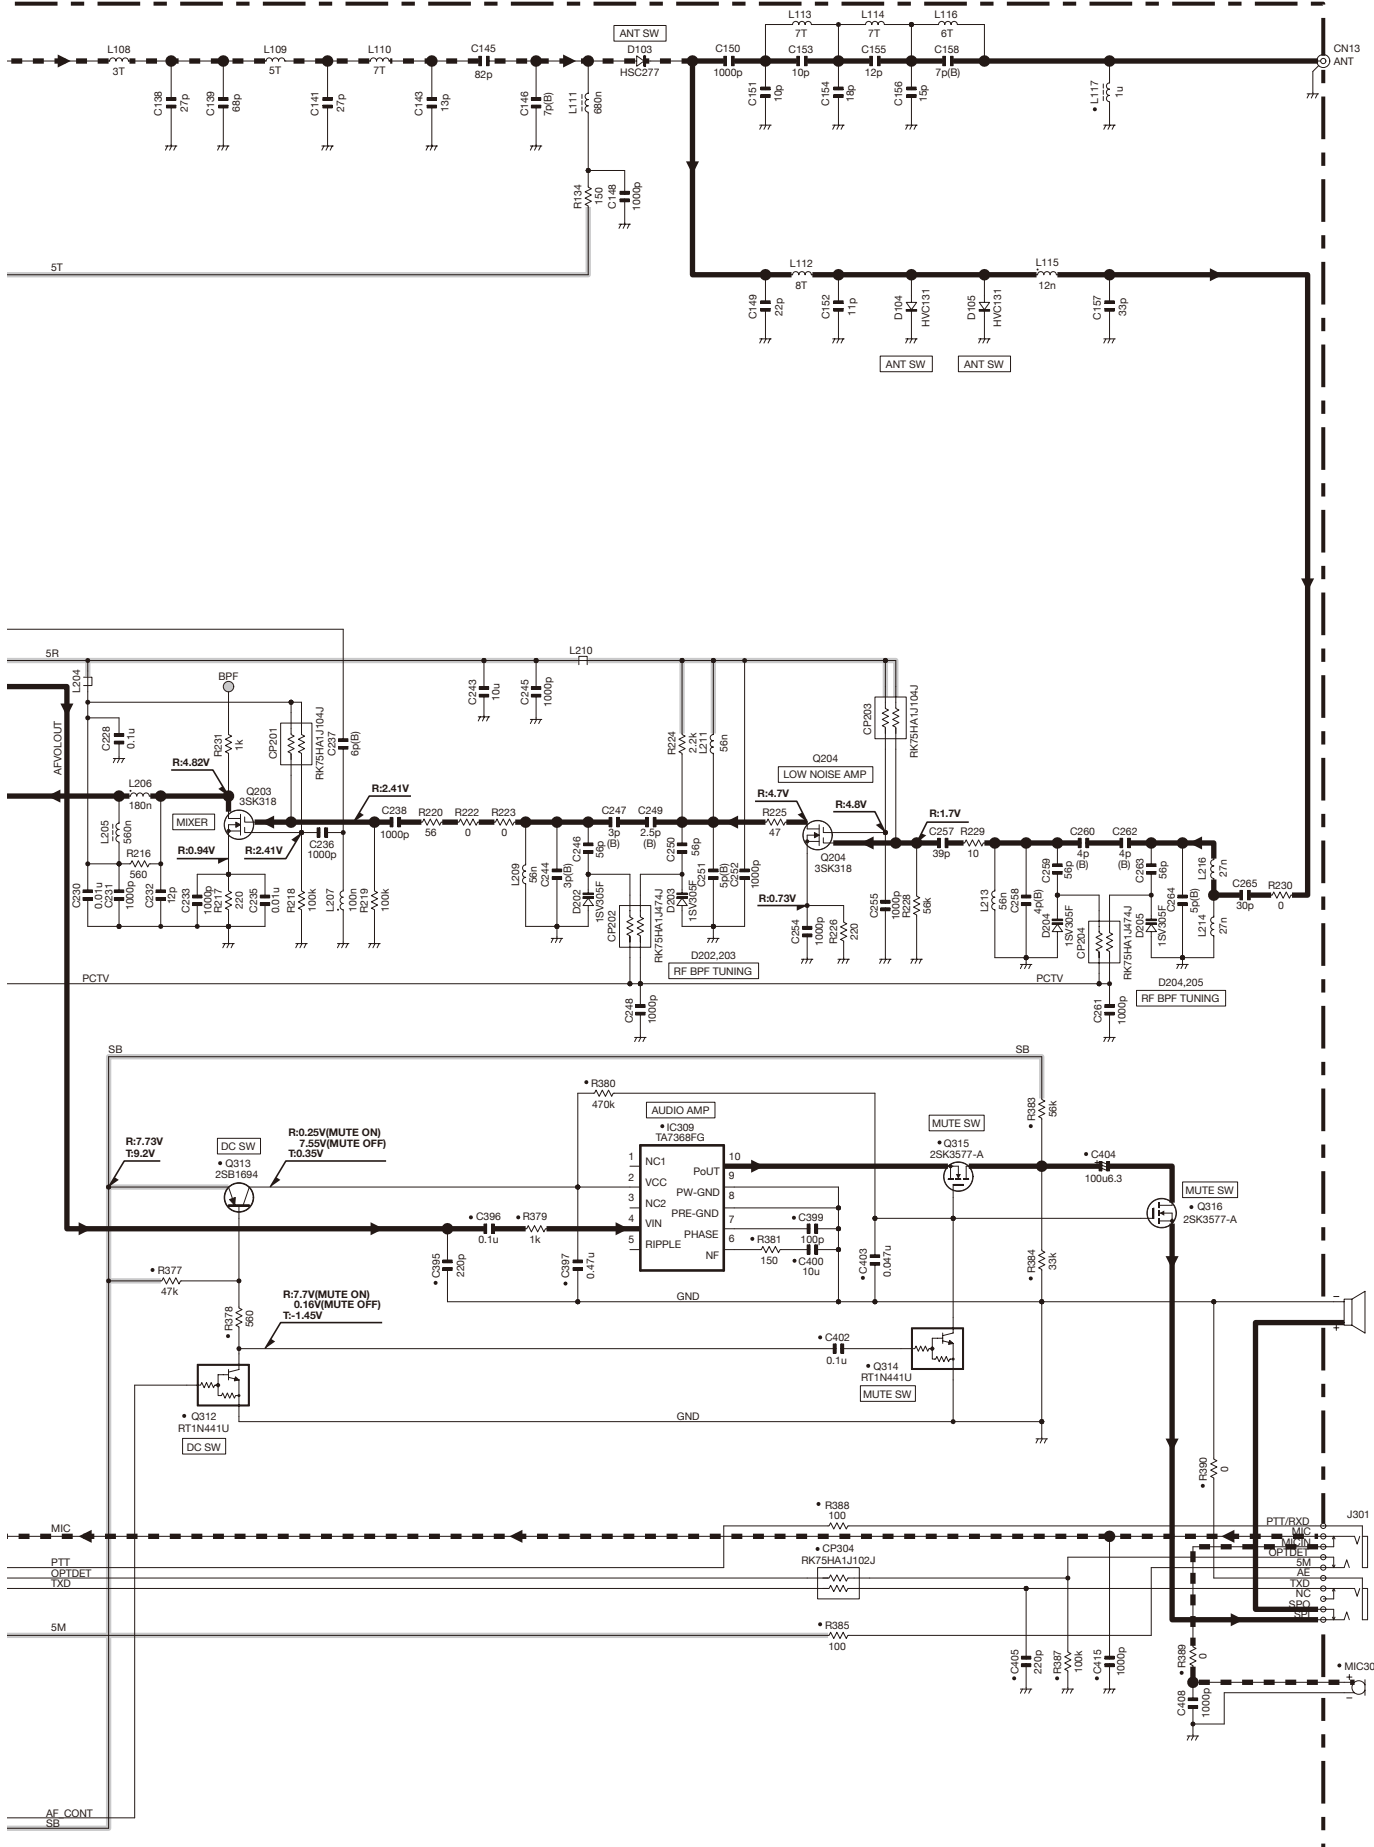 L113
7T
L114
7T
L116
6T
ANT SW
L108
3T
L109
5T
L110
7T
C145
82p
D103
HSC277
C150
1000p
C153
10p
C155
12p
C158
7p(B)
CN13
ANT
C138
27p
C139
68p
C141
27p
C143
13p
C146
7p(B)
L111
680n
C151
10p
C154
18p
C156
15p
• L117
1u
R134
150
C148
1000p
5T
L112
8T
L115
12n
C149
22p
C152
11p
D104
HVC131
D105
HVC131
C157
33p
ANT SW
ANT SW
5R
L210
L204
BPF
AFVOLOUT
C228
0.1u
R231
1k
CP201
RK75HA1J104J
C237
6p(B)
C243
10u
C245
1000p
R224
2.2k
L211
56n
CP203
RK75HA1J104J
Q204
LOW NOISE AMP
R:4.82V
L206
180n
Q203
3SK318
MIXER
R:2.41V
C238
1000p
R220
56
R222
0
R223
0
C247
3p
(B)
C249
2.5p
(B)
R225
47
R:4.7V
R:4.8V
R:1.7V
C257
39p
R229
10
C260
4p
(B)
C262
4p
(B)
L205
560n
R216
560
R:0.94V
R:2.41V
C236
1000p
Q204
3SK318
L209
56n
C244
3p(B)
C246
56p
D202
1SV305F
CP202
RK75HA1J474J
C250
56p
D203
1SV305F
C251
5p(B)
C252
1000p
R:0.73V
C254
1000p
R226
220
C255
1000p
R228
56k
L213
56n
C258
4p(B)
C259
56p
D204
1SV305F
CP204
RK75HA1J474J
C263
56p
D205
1SV305F
C264
5p(B)
L216
27n
L214
27n
C265
30p
R230
0
C230
0.01u
C231
1000p
C232
12p
C233
1000p
R217
220
C235
0.01u
R218
100k
L207
100n
R219
100k
D202,203
RF BPF TUNING
D204,205
RF BPF TUNING
PCTV
PCTV
C248
1000p
C261
1000p
SB
SB
• R380
470k
• R383
56k
R:7.73V
T:9.2V
DC SW
• Q313
2SB1694
R:0.25V(MUTE ON)
7.55V(MUTE OFF)
T:0.35V
AUDIO AMP
• IC309
TA7368FG
1
NC1
2
VCC
3
NC2
4
VIN
5
RIPPLE
10
PoUT
9
PW-GND
8
PRE-GND
7
PHASE
6
NF
MUTE SW
• Q315
2SK3577-A
• C404
100u6.3
MUTE SW
• Q316
2SK3577-A
• C396
0.1u
• R379
1k
• C399
100p
• R381
150
• C400
10u
• C395
220p
• C397
0.47u
• C403
0.047u
• R384
33k
• R377
47k
• R378
560
R:7.7V(MUTE ON)
0.16V(MUTE OFF)
T:-1.45V
GND
• C402
0.1u
• Q314
RT1N441U
MUTE SW
• Q312
RT1N441U
DC SW
GND
• R390
0
MIC
• R388
100
J301
PTT/RXD
MIC
MICIN
OPTDET
5M
AE
TXD
NC
SPO
SPI
PTT
OPTDET
TXD
• CP304
RK75HA1J102J
5M
• R385
100
• C405
220p
• R387
100k
• C415
1000p
• R389
0
C408
1000p
• MIC30
+
−
AF_CONT
SB